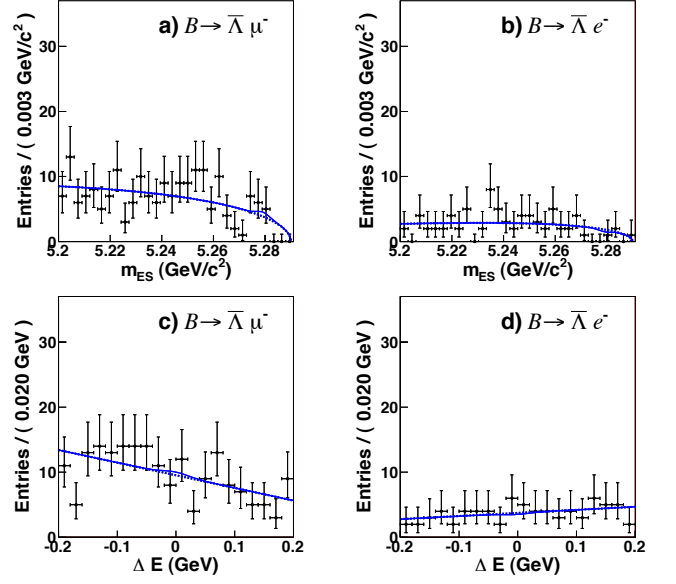 a) B → Λ̅ μ⁻
Entries / ( 0.003 GeV/c² )
30
20
10
0
5.2 5.22 5.24 5.26 5.28
m_ES (GeV/c²)
b) B → Λ̅ e⁻
Entries / ( 0.003 GeV/c² )
30
20
10
0
5.2 5.22 5.24 5.26 5.28
m_ES (GeV/c²)
c) B → Λ̅ μ⁻
Entries / ( 0.020 GeV )
30
20
10
0
-0.2 -0.1 0 0.1 0.2
Δ E (GeV)
d) B → Λ̅ e⁻
Entries / ( 0.020 GeV )
30
20
10
0
-0.2 -0.1 0 0.1 0.2
Δ E (GeV)